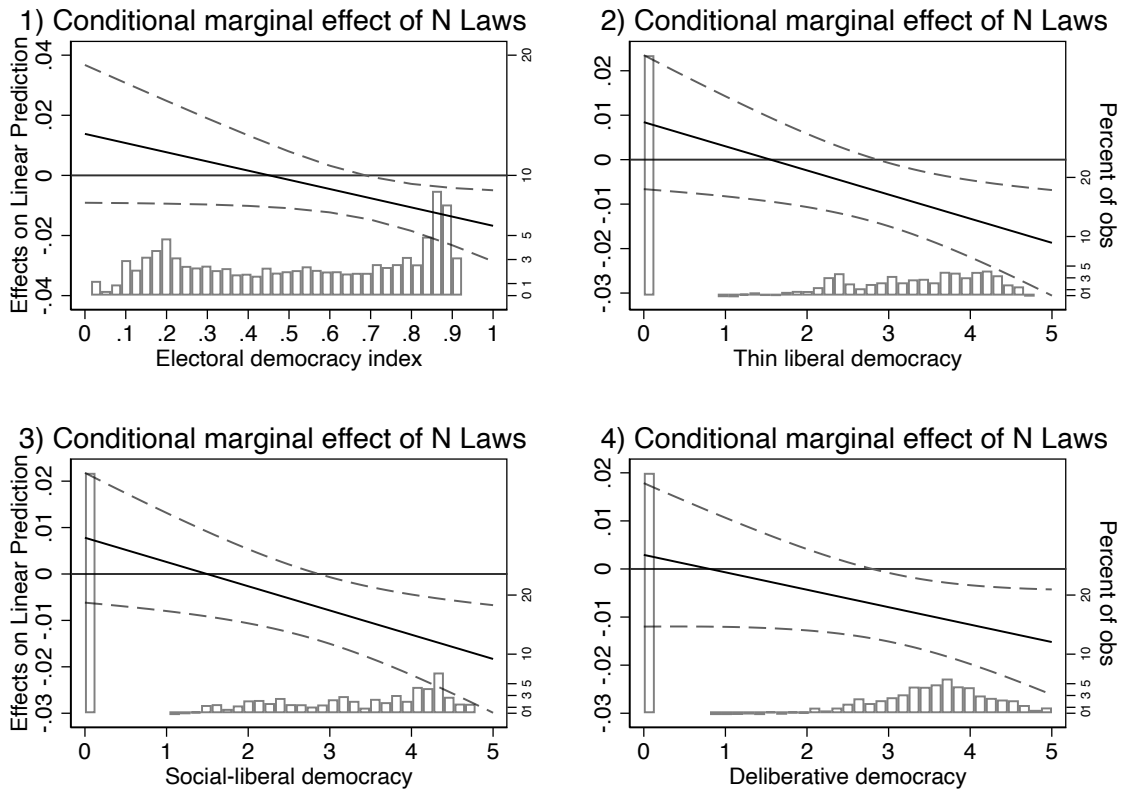 1) Conditional marginal effect of N Laws
Effects on Linear Prediction
.04
.02
0
-.02
-.04
20
10
5
3
1
0
0 .1 .2 .3 .4 .5 .6 .7 .8 .9 1
Electoral democracy index
2) Conditional marginal effect of N Laws
.02
.01
0
-.01
-.02
-.03
20
10
5
3
1
0
Percent of obs
0 1 2 3 4 5
Thin liberal democracy
3) Conditional marginal effect of N Laws
Effects on Linear Prediction
.02
.01
0
-.01
-.02
-.03
20
10
5
3
1
0
0 1 2 3 4 5
Social-liberal democracy
4) Conditional marginal effect of N Laws
.02
.01
0
-.01
-.02
-.03
20
10
5
3
1
0
Percent of obs
0 1 2 3 4 5
Deliberative democracy